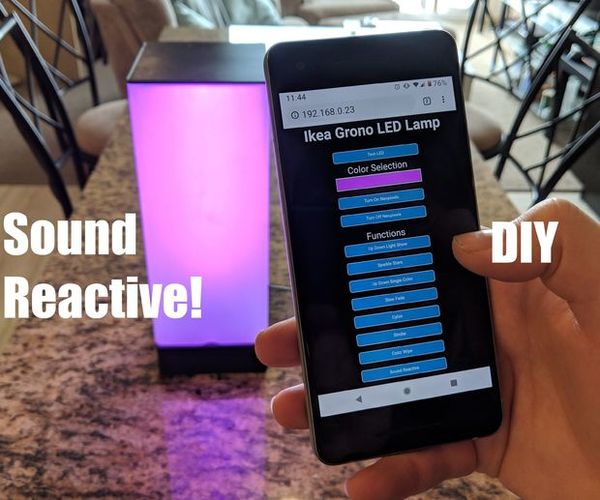 11:44
76%
192.168.0.23
Ikea Grono LED Lamp
Test LED
Color Selection
Turn On Neopixels
Turn Off Neopixels
Functions
Up Down Light Show
Sparkle Stars
Up Down Single Color
Slow Fade
Color
Strobe
Color Wipe
Sound Reactive
Sound
Reactive!
DIY